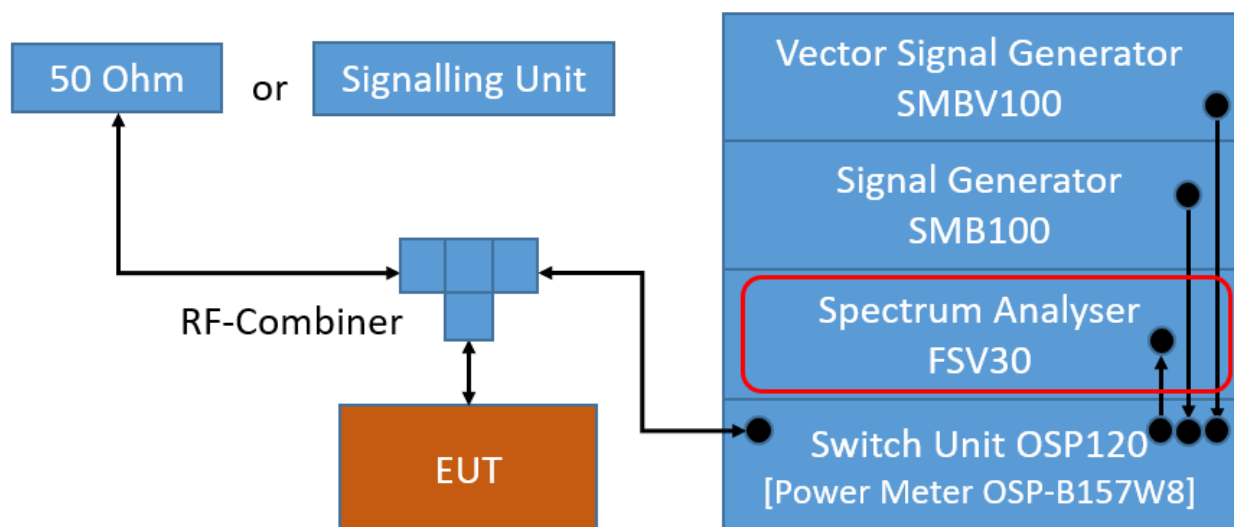 50 Ohm
or
Signalling Unit
RF-Combiner
EUT
Vector Signal Generator
SMBV100
Signal Generator
SMB100
Spectrum Analyser
FSV30
Switch Unit OSP120
[Power Meter OSP-B157W8]